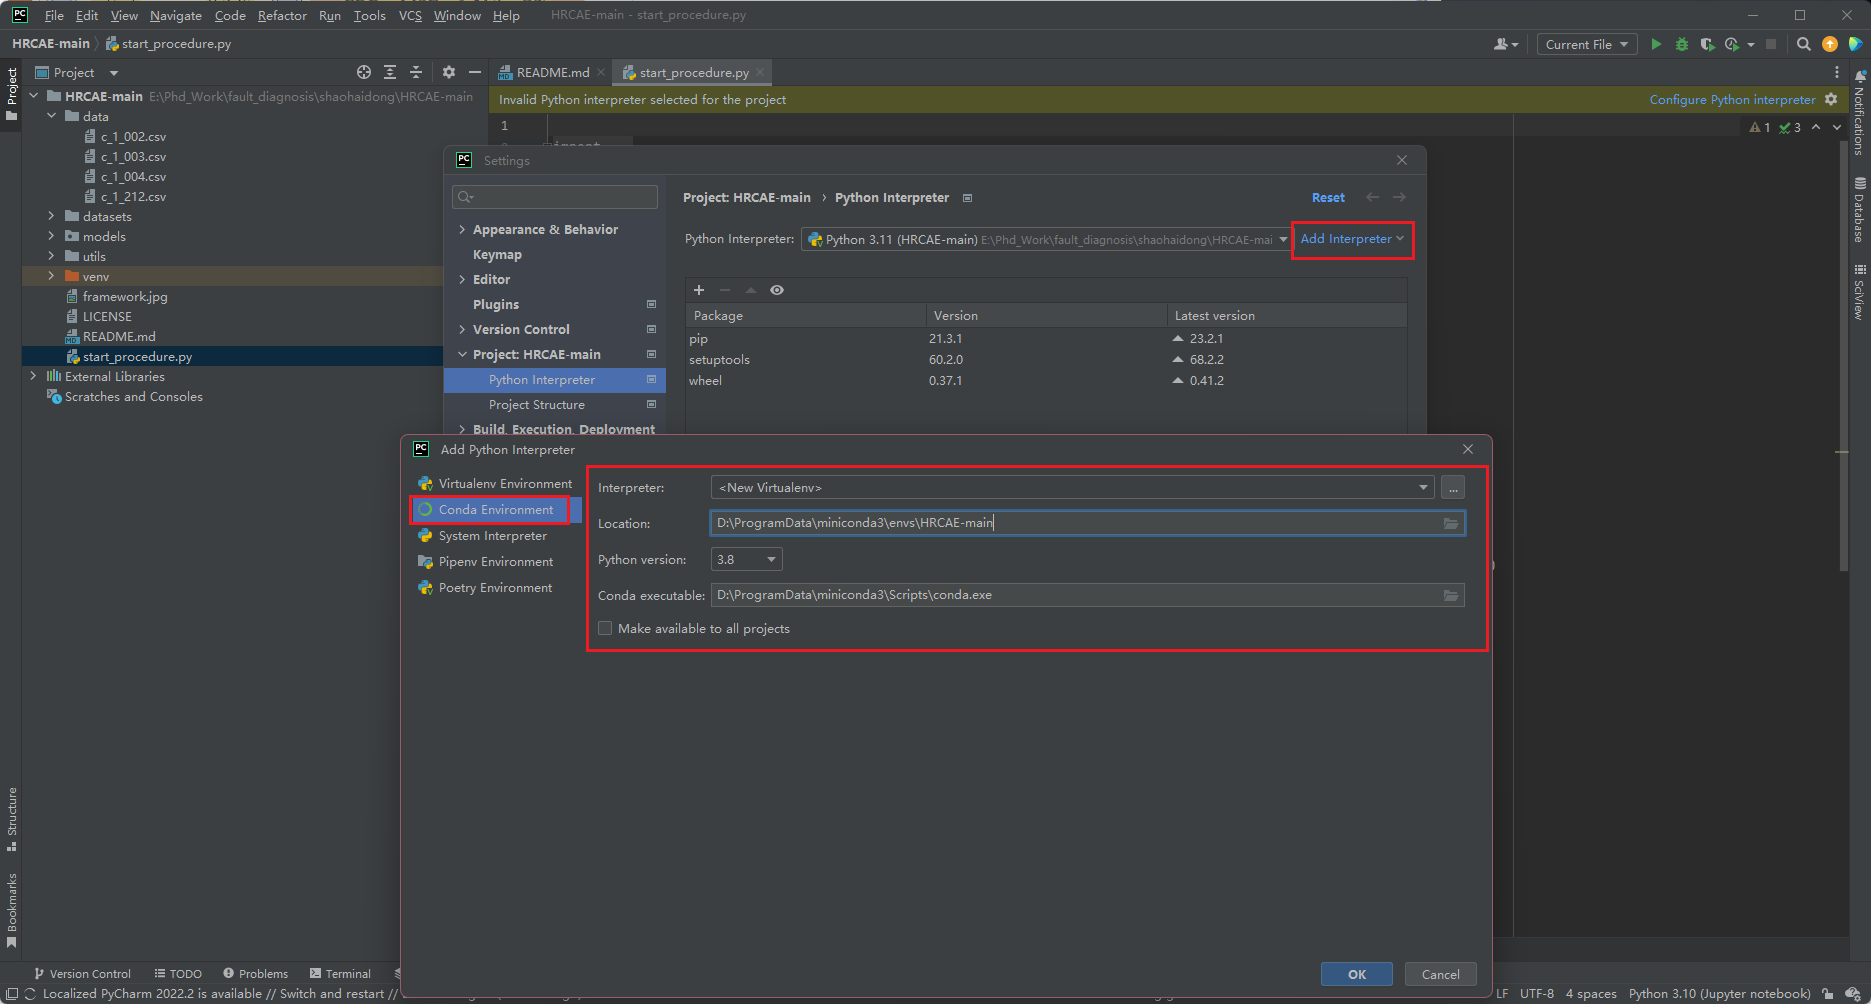 PC File Edit View Navigate Code Refactor Run Tools VCS Window Help HRCAE-main - start_procedure.py
HRCAE-main start_procedure.py
Current File
Project
README.md
start_procedure.py
Invalid Python interpreter selected for the project
Configure Python interpreter
1
1 3
import
HRCAE-main E:\Phd_Work\fault_diagnosis\shaohaidong\HRCAE-main
data
c_1_002.csv
c_1_003.csv
c_1_004.csv
c_1_212.csv
datasets
models
utils
venv
framework.jpg
LICENSE
README.md
start_procedure.py
External Libraries
Scratches and Consoles
Project
Structure
Bookmarks
Notifications
Database
SciView
PC Settings
Appearance & Behavior
Keymap
Editor
Plugins
Version Control
Project: HRCAE-main
Python Interpreter
Project Structure
Build, Execution, Deployment
Project: HRCAE-main › Python Interpreter
Reset
Python Interpreter: Python 3.11 (HRCAE-main) E:\Phd_Work\fault_diagnosis\shaohaidong\HRCAE-mai
Add Interpreter
Package Version Latest version
pip 21.3.1 23.2.1
setuptools 60.2.0 68.2.2
wheel 0.37.1 0.41.2
PC Add Python Interpreter
Virtualenv Environment
Conda Environment
System Interpreter
Pipenv Environment
Poetry Environment
Interpreter: <New Virtualenv> ...
Location: D:\ProgramData\miniconda3\envs\HRCAE-main
Python version: 3.8
Conda executable: D:\ProgramData\miniconda3\Scripts\conda.exe
Make available to all projects
OK Cancel
Version Control TODO Problems Terminal
Localized PyCharm 2022.2 is available // Switch and restart //
LF UTF-8 4 spaces Python 3.10 (Jupyter notebook)